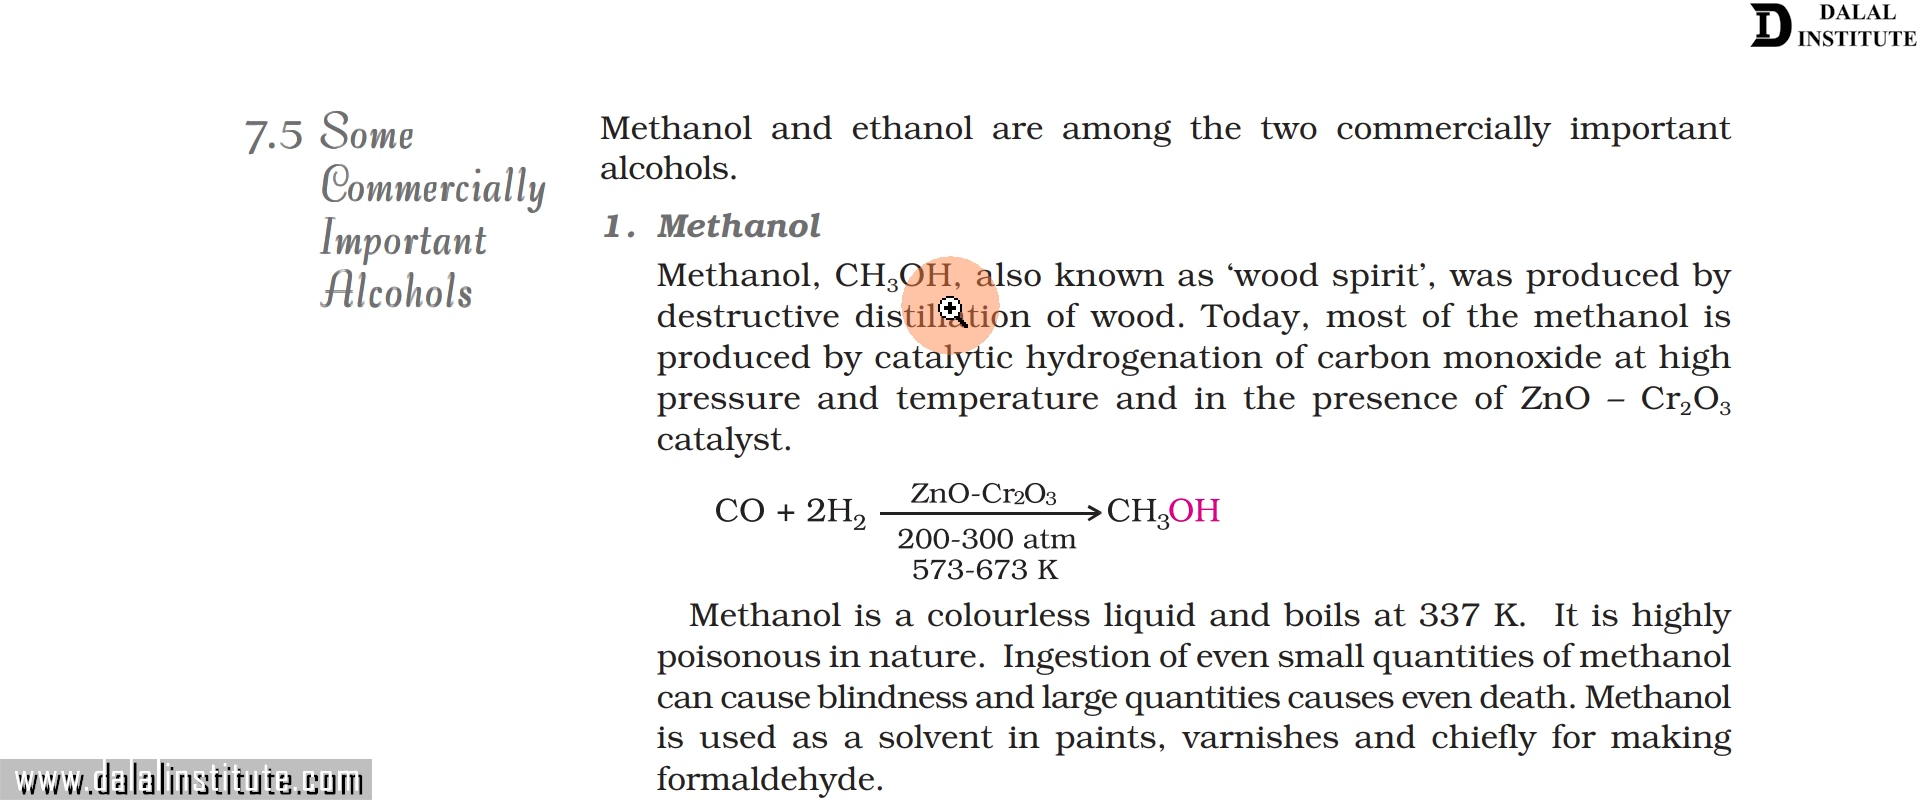 DALAL
INSTITUTE
7.5 Some
Commercially
Important
Alcohols
Methanol and ethanol are among the two commercially important
alcohols.
1. Methanol
Methanol, CH₃OH, also known as ‘wood spirit’, was produced by
destructive distillation of wood. Today, most of the methanol is
produced by catalytic hydrogenation of carbon monoxide at high
pressure and temperature and in the presence of ZnO – Cr₂O₃
catalyst.
ZnO-Cr₂O₃
CO + 2H₂ → CH₃OH
200-300 atm
573-673 K
Methanol is a colourless liquid and boils at 337 K. It is highly
poisonous in nature. Ingestion of even small quantities of methanol
can cause blindness and large quantities causes even death. Methanol
is used as a solvent in paints, varnishes and chiefly for making
formaldehyde.
www.dalalinstitute.com